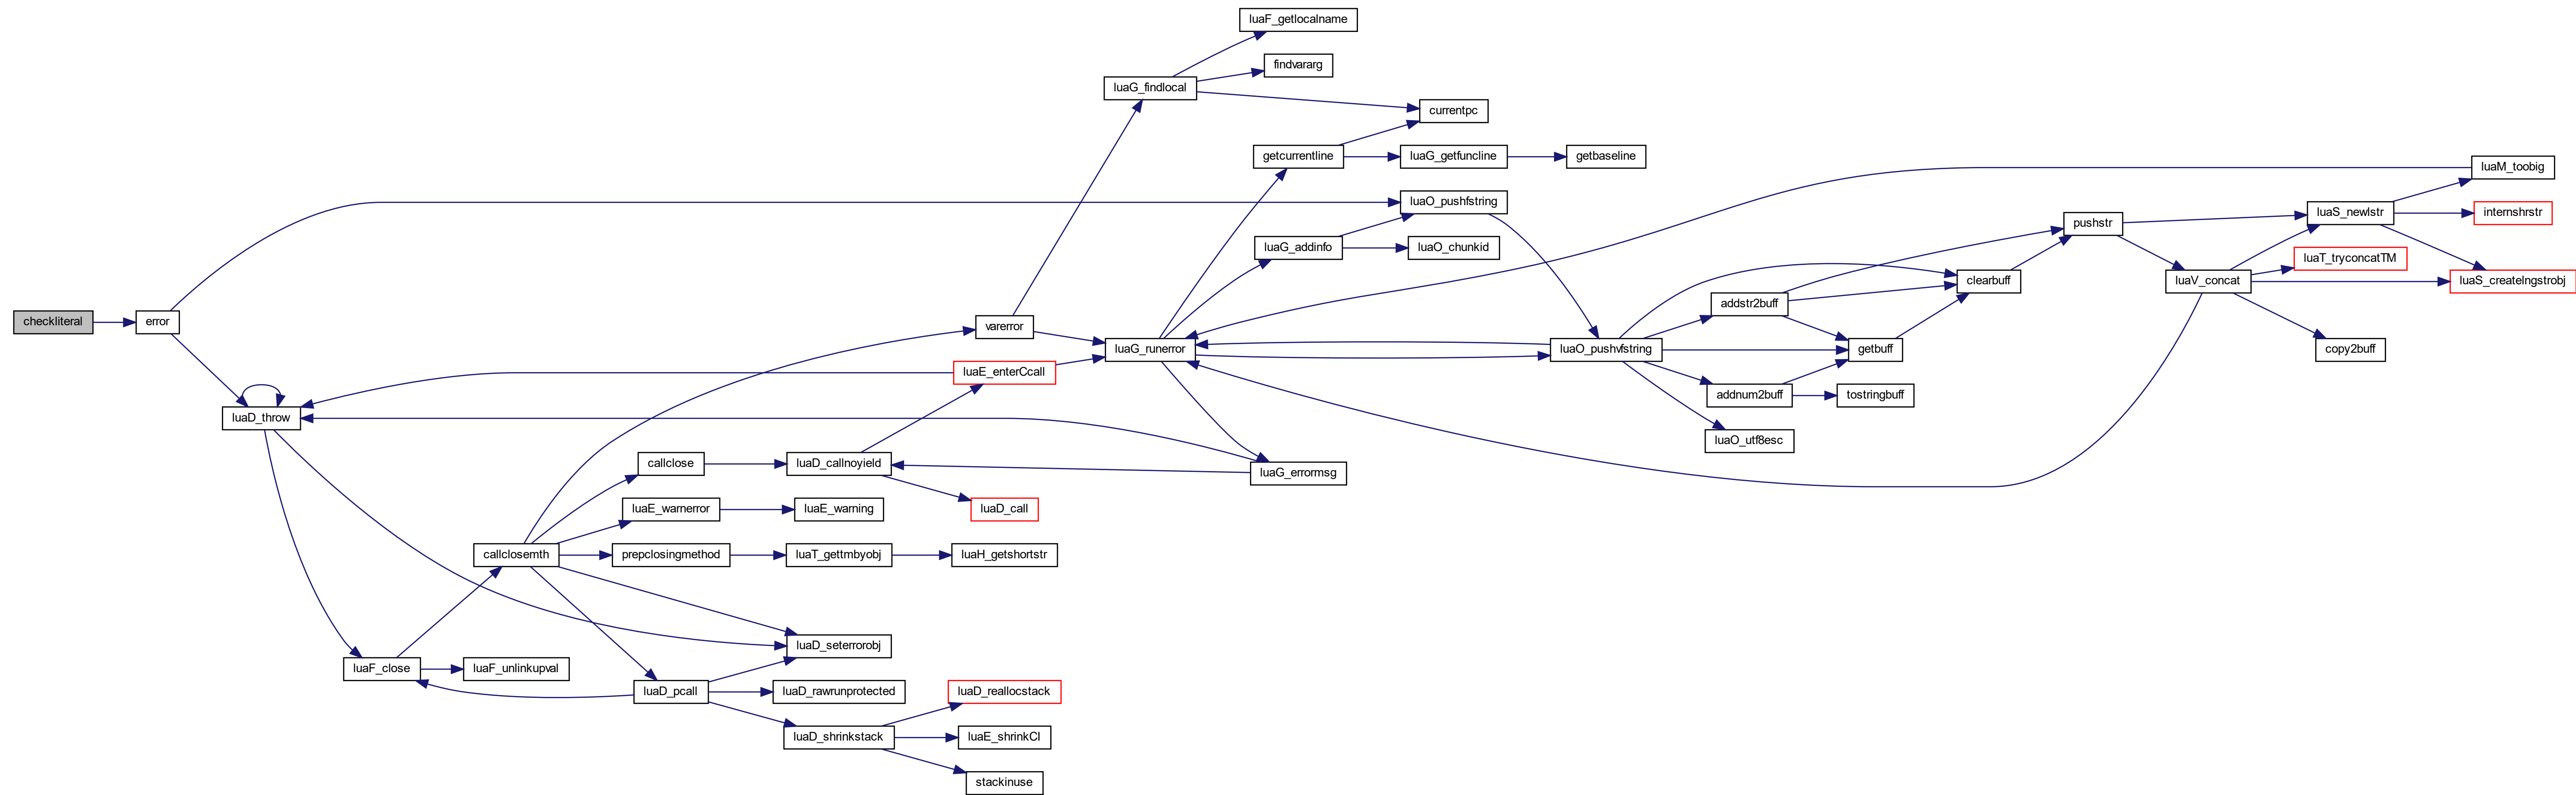 luaF_getlocalname
findvararg
luaG_findlocal
currentpc
getcurrentline
luaG_getfuncline
getbaseline
luaM_toobig
luaO_pushfstring
luaS_newlstr
internshrstr
pushstr
luaG_addinfo
luaO_chunkid
luaT_tryconcatTM
clearbuff
luaV_concat
luaS_createlngstrobj
addstr2buff
checkliteral
error
varerror
luaG_runerror
luaO_pushvfstring
getbuff
copy2buff
luaE_enterCcall
addnum2buff
tostringbuff
luaD_throw
luaO_utf8esc
callclose
luaD_callnoyield
luaG_errormsg
luaE_warnerror
luaE_warning
luaD_call
callclosemth
prepclosingmethod
luaT_gettmbyobj
luaH_getshortstr
luaD_seterrorobj
luaF_close
luaF_unlinkupval
luaD_pcall
luaD_rawrunprotected
luaD_reallocstack
luaD_shrinkstack
luaE_shrinkCI
stackinuse